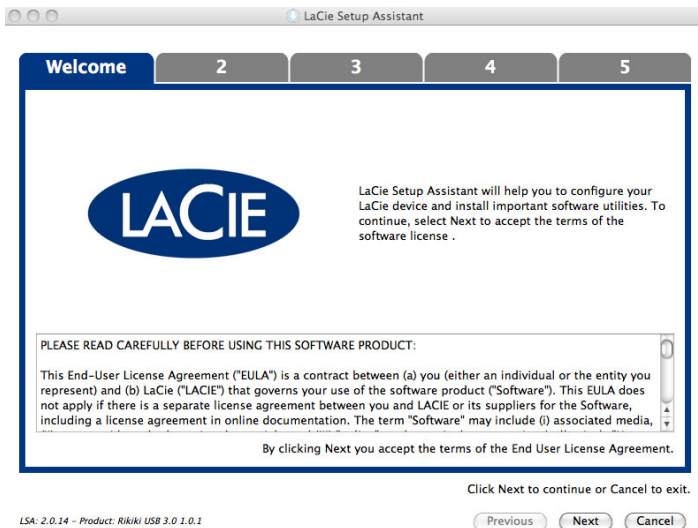 LaCie Setup Assistant
Welcome 2 3 4 5
LACIE
LaCie Setup Assistant will help you to configure your
LaCie device and install important software utilities. To
continue, select Next to accept the terms of the
software license .
PLEASE READ CAREFULLY BEFORE USING THIS SOFTWARE PRODUCT:
This End-User License Agreement ("EULA") is a contract between (a) you (either an individual or the entity you
represent) and (b) LaCie ("LACIE") that governs your use of the software product ("Software"). This EULA does
not apply if there is a separate license agreement between you and LACIE or its suppliers for the Software,
including a license agreement in online documentation. The term "Software" may include (i) associated media,
By clicking Next you accept the terms of the End User License Agreement.
Click Next to continue or Cancel to exit.
LSA: 2.0.14 - Product: Rikiki USB 3.0 1.0.1
Previous Next Cancel